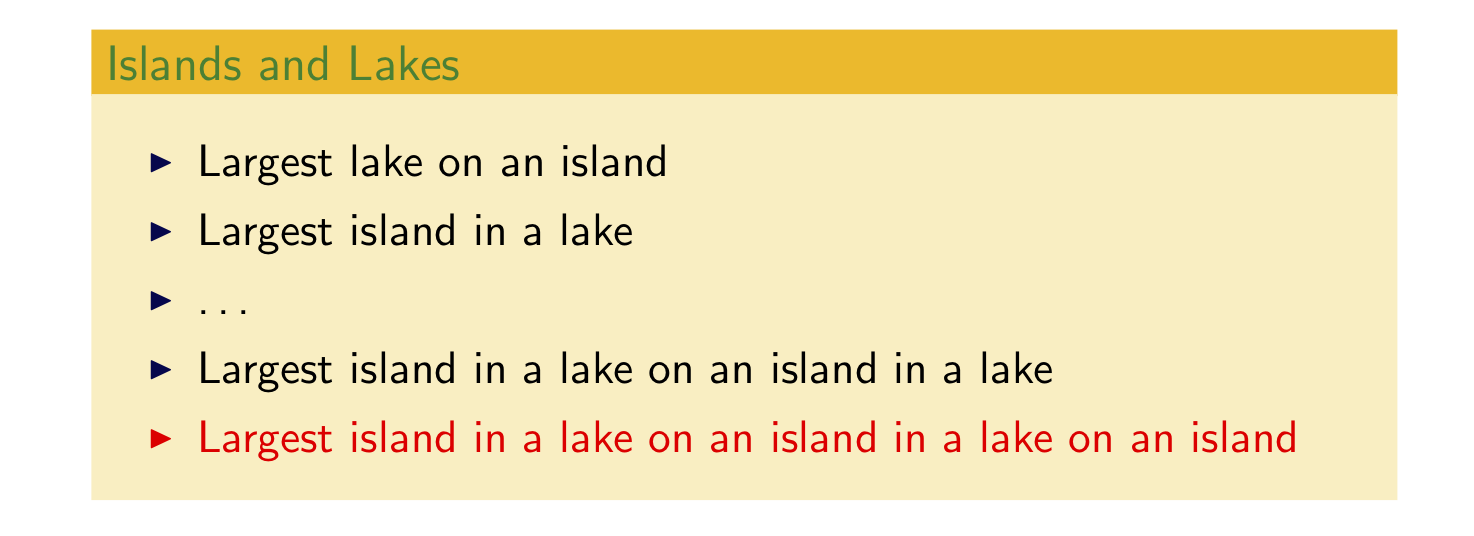 Islands and Lakes
▶ Largest lake on an island
▶ Largest island in a lake
▶ ...
▶ Largest island in a lake on an island in a lake
▶ Largest island in a lake on an island in a lake on an island